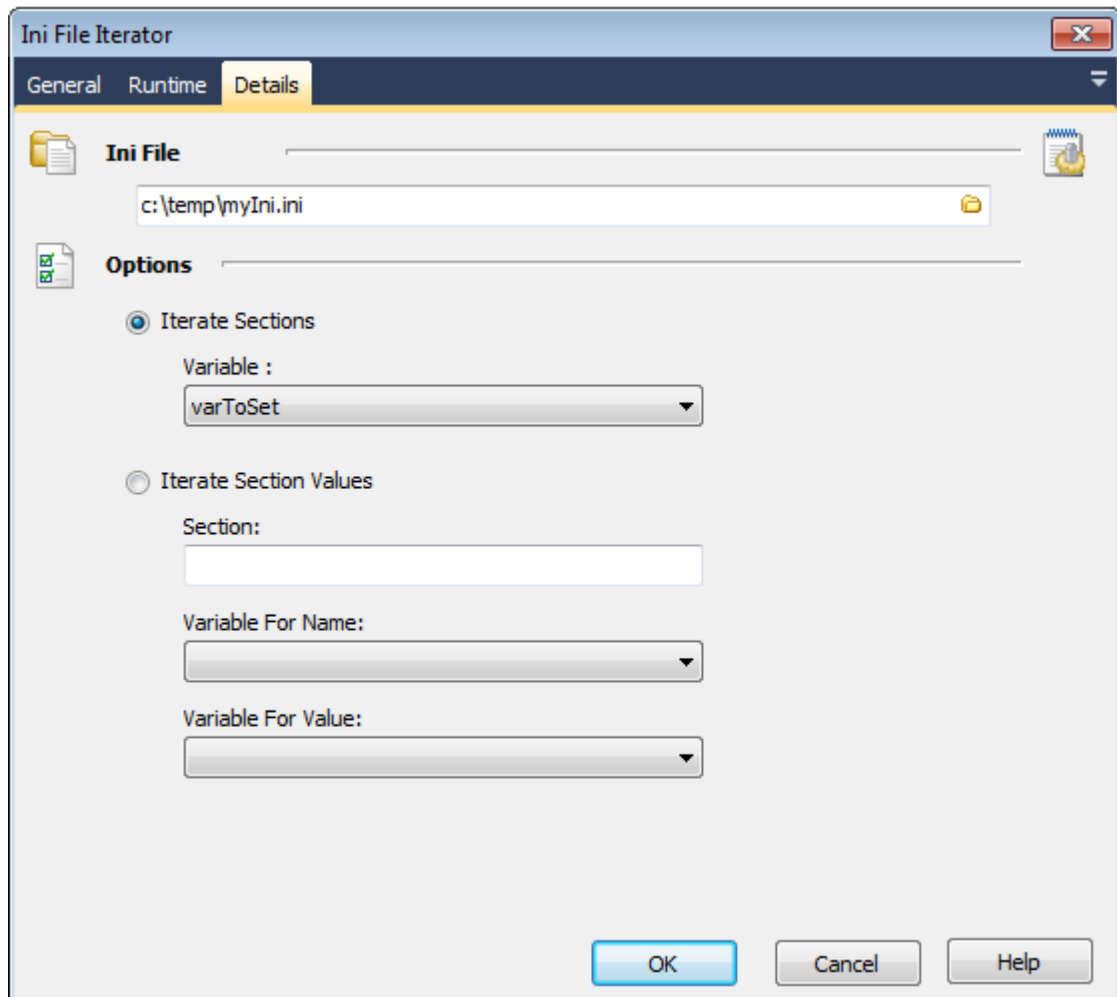 Ini File Iterator
General Runtime Details
Ini File
c:\temp\myIni.ini
Options
Iterate Sections
Variable :
varToSet
Iterate Section Values
Section:
Variable For Name:
Variable For Value:
OK Cancel Help